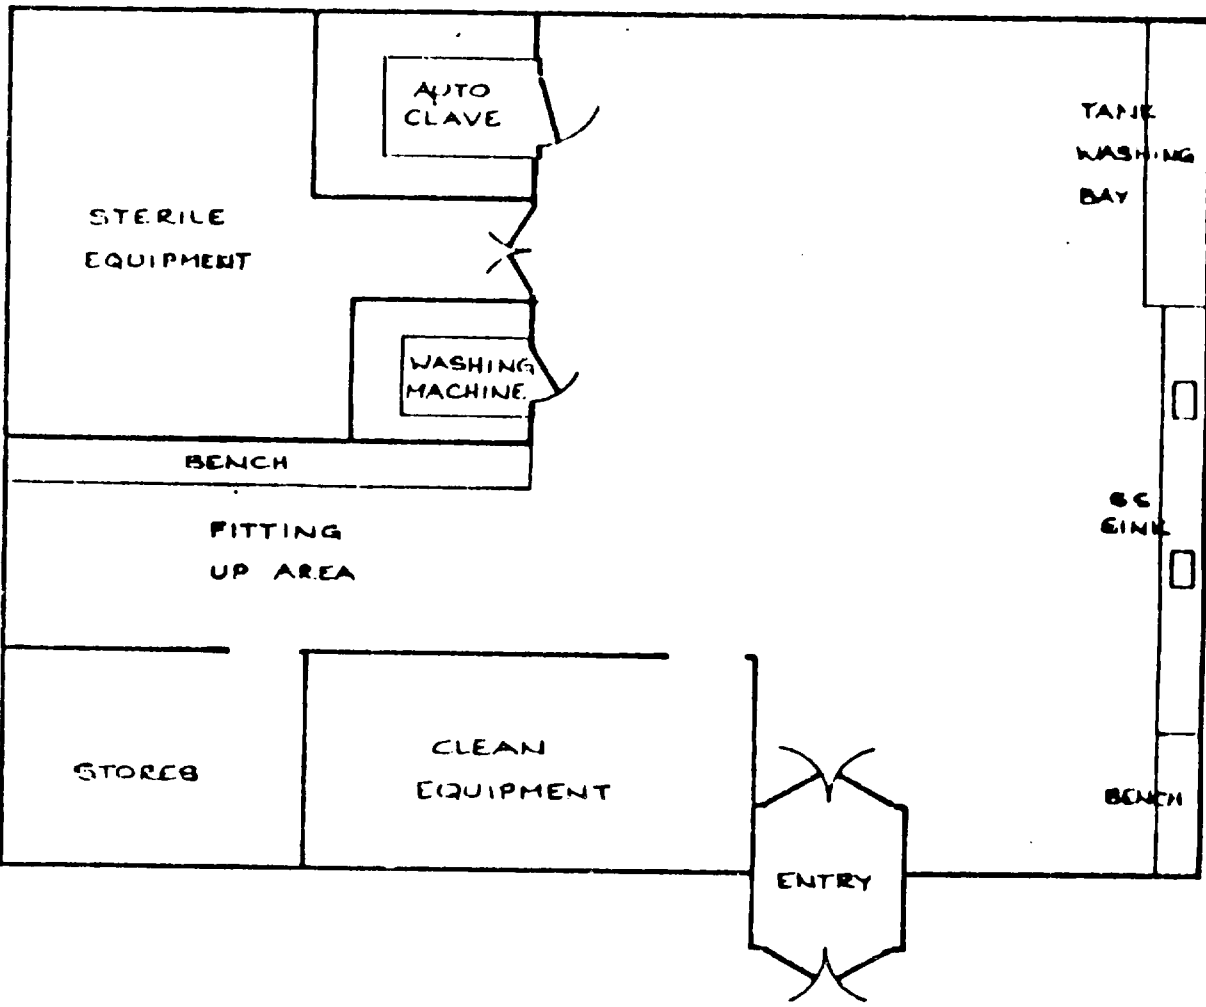 AUTO
CLAVE
TANK
WASHING
BAY
STERILE
EQUIPMENT
WASHING
MACHINE
BENCH
SINK
FITTING
UP AREA
CLEAN
EQUIPMENT
STORES
BENCH
ENTRY